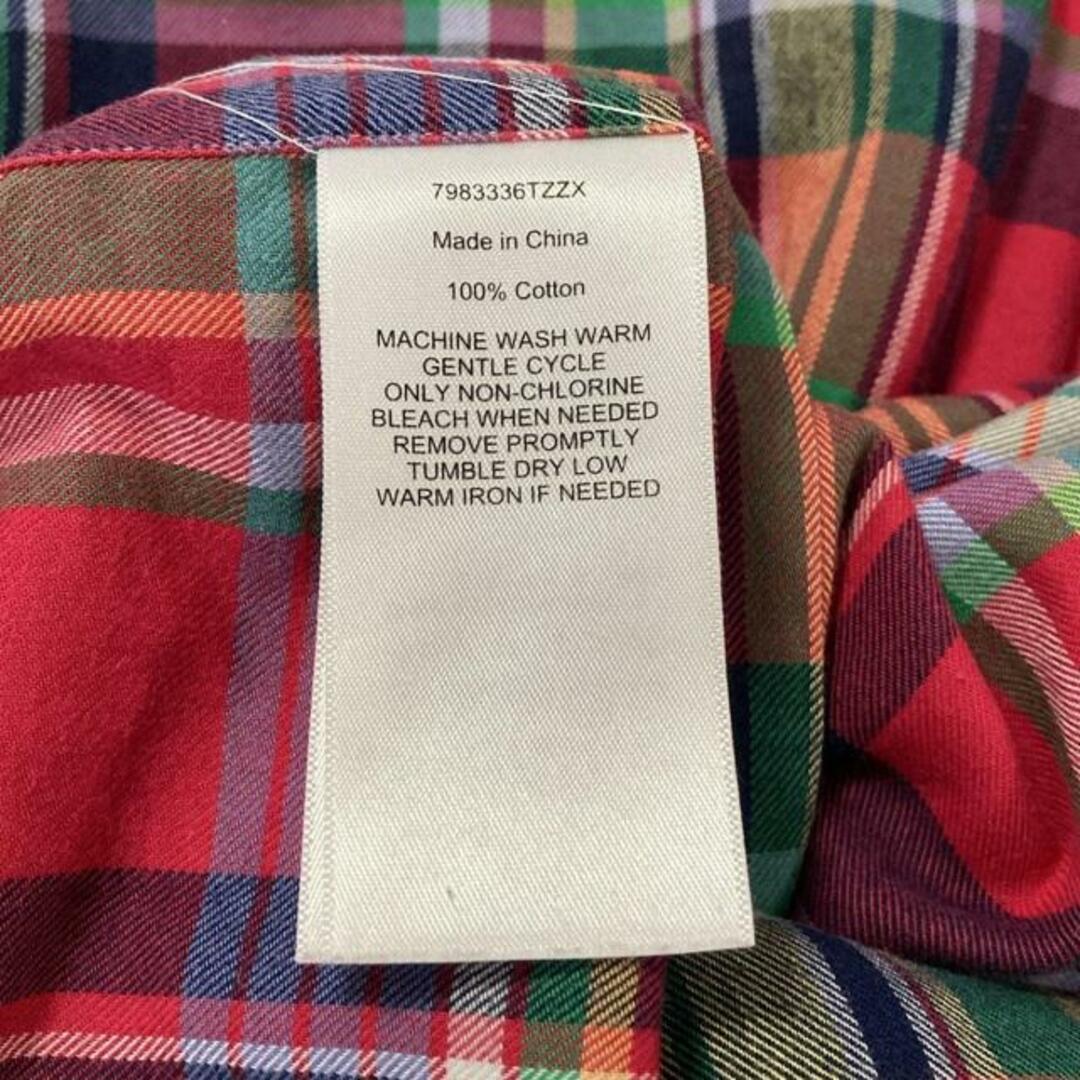 7983336TZZX
Made in China
100% Cotton
MACHINE WASH WARM
GENTLE CYCLE
ONLY NON-CHLORINE
BLEACH WHEN NEEDED
REMOVE PROMPTLY
TUMBLE DRY LOW
WARM IRON IF NEEDED